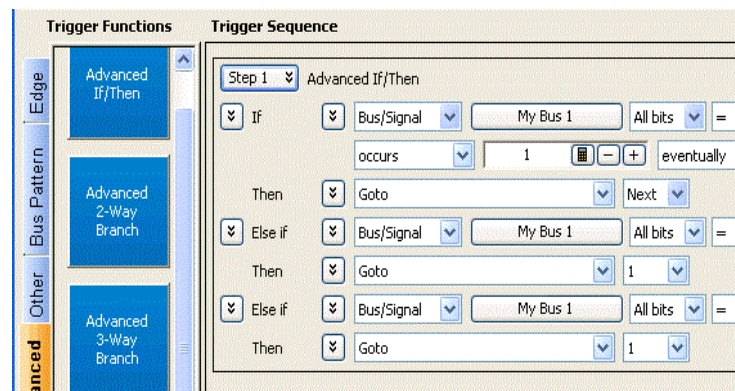 Trigger Functions
Trigger Sequence
Edge
Bus Pattern
Other
Advanced
If/Then
Advanced
2-Way
Branch
Advanced
3-Way
Branch
Step 1 Advanced If/Then
If Bus/Signal My Bus 1 All bits =
occurs 1 - + eventually
Then Goto Next
Else if Bus/Signal My Bus 1 All bits =
Then Goto 1
Else if Bus/Signal My Bus 1 All bits =
Then Goto 1